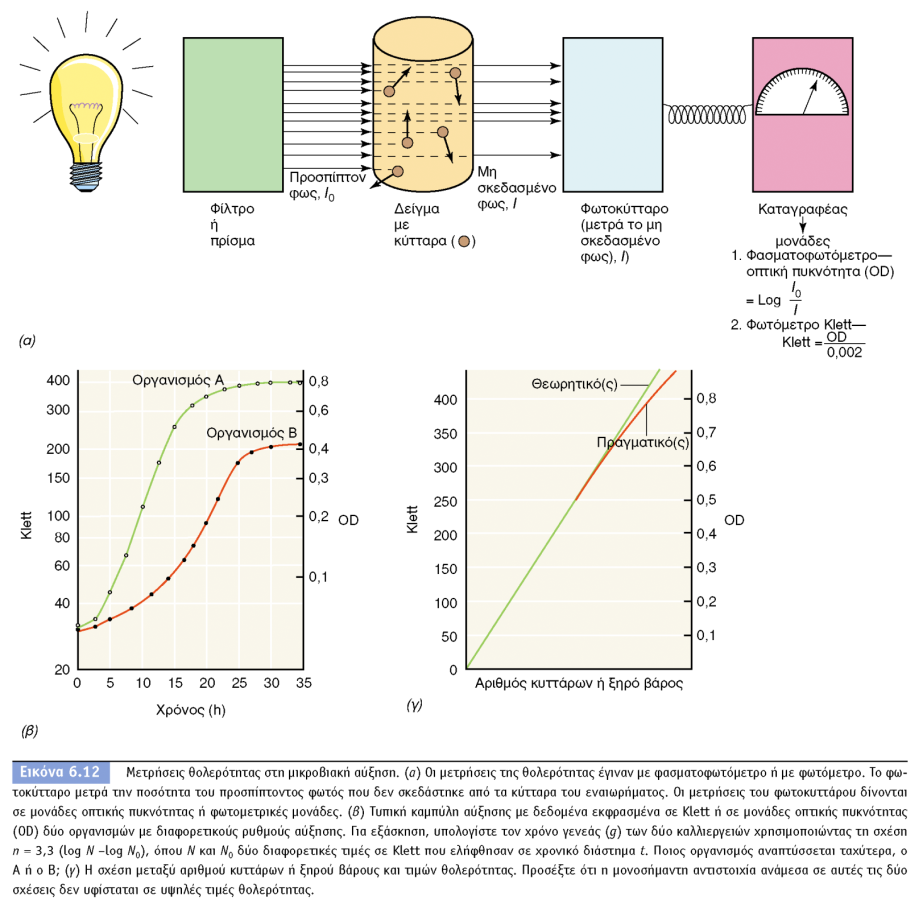 Προσπίπτον
φως, I₀
Μη
σκεδασμένο
φως, I
Φίλτρο
ή
πρίσμα
Δείγμα
με
κύτταρα ( )
Φωτοκύτταρο
(μετρά το μη
σκεδασμένο
φως), I)
Καταγραφέας
μονάδες
1. Φασματοφωτόμετρο—
οπτική πυκνότητα (OD)
= Log I₀/I
2. Φωτόμετρο Klett—
Klett = OD/0,002
(α)
Οργανισμός Α
Οργανισμός Β
Klett
400
300
200
150
100
80
60
40
20
0 5 10 15 20 25 30 35
Χρόνος (h)
0,8
0,6
0,4
0,3
0,2
0,1
OD
(β)
Θεωρητικό(ς)
Πραγματικό(ς)
Klett
400
350
300
250
200
150
100
50
0
Αριθμός κυττάρων ή ξηρό βάρος
0,8
0,7
0,6
0,5
0,4
0,3
0,2
0,1
OD
(γ)
Εικόνα 6.12 Μετρήσεις θολερότητας στη μικροβιακή αύξηση. (α) Οι μετρήσεις της θολερότητας έγιναν με φασματοφωτόμετρο ή με φωτόμετρο. Το φω-
τοκύτταρο μετρά την ποσότητα του προσπίπτοντος φωτός που δεν σκεδάστηκε από τα κύτταρα του εναιωρήματος. Οι μετρήσεις του φωτοκυττάρου δίνονται
σε μονάδες οπτικής πυκνότητας ή φωτομετρικές μονάδες. (β) Τυπική καμπύλη αύξησης με δεδομένα εκφρασμένα σε Klett ή σε μονάδες οπτικής πυκνότητας
(OD) δύο οργανισμών με διαφορετικούς ρυθμούς αύξησης. Για εξάσκηση, υπολογίστε τον χρόνο γενεάς (g) των δύο καλλιεργειών χρησιμοποιώντας τη σχέση
n = 3,3 (log N –log N₀), όπου N και N₀ δύο διαφορετικές τιμές σε Klett που ελήφθησαν σε χρονικό διάστημα t. Ποιος οργανισμός αναπτύσσεται ταχύτερα, ο
Α ή ο Β; (γ) Η σχέση μεταξύ αριθμού κυττάρων ή ξηρού βάρους και τιμών θολερότητας. Προσέξτε ότι η μονοσήμαντη αντιστοιχία ανάμεσα σε αυτές τις δύο
σχέσεις δεν υφίσταται σε υψηλές τιμές θολερότητας.